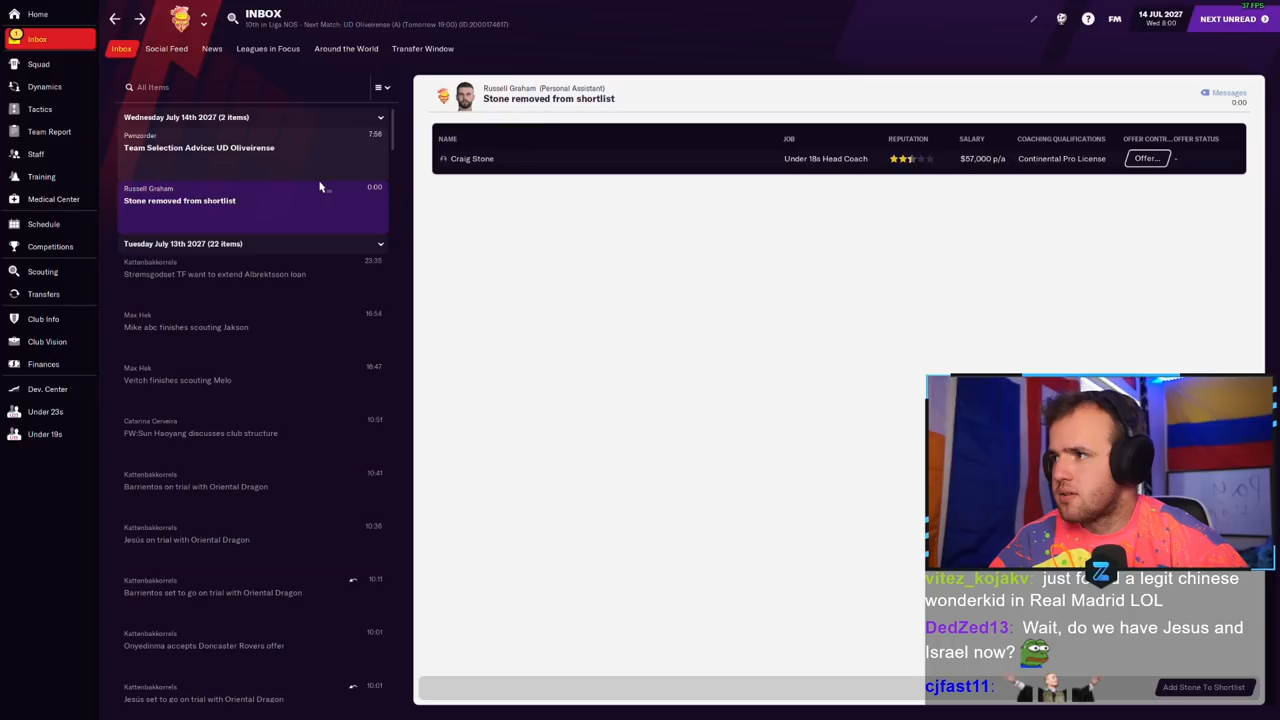 37 FPS
Home
Inbox
Squad
Dynamics
Tactics
Team Report
Staff
Training
Medical Center
Schedule
Competitions
Scouting
Transfers
Club Info
Club Vision
Finances
Dev. Center
Under 23s
Under 19s
INBOX
10th in Liga NOS - Next Match: UD Oliveirense (A) (Tomorrow 19:00) (ID:2000174617)
FM
14 JUL 2027
Wed 8:00
NEXT UNREAD
Inbox Social Feed News Leagues in Focus Around the World Transfer Window
All Items
Wednesday July 14th 2027 (2 items)
Pwnzorder 7:56
Team Selection Advice: UD Oliveirense
Russell Graham 0:00
Stone removed from shortlist
Tuesday July 13th 2027 (22 items)
Kattenbakkorrels 23:35
Strømsgodset TF want to extend Albrektsson loan
Max Hek 16:54
Mike abc finishes scouting Jakson
Max Hek 16:47
Veitch finishes scouting Melo
Catarina Cerveira 10:51
FW:Sun Haoyang discusses club structure
Kattenbakkorrels 10:41
Barrientos on trial with Oriental Dragon
Kattenbakkorrels 10:36
Jesús on trial with Oriental Dragon
Kattenbakkorrels 10:11
Barrientos set to go on trial with Oriental Dragon
Kattenbakkorrels 10:01
Onyedinma accepts Doncaster Rovers offer
Kattenbakkorrels 10:01
Jesús set to go on trial with Oriental Dragon
Russell Graham (Personal Assistant)
Stone removed from shortlist
Messages
0:00
NAME JOB REPUTATION SALARY COACHING QUALIFICATIONS OFFER CONTR... OFFER STATUS
Craig Stone Under 18s Head Coach $57,000 p/a Continental Pro License Offer... -
vitez_kojakv: just a legit chinese
wonderkid in Real Madrid LOL
DedZed13: Wait, do we have Jesus and
Israel now?
cjfast11:
Add Stone To Shortlist